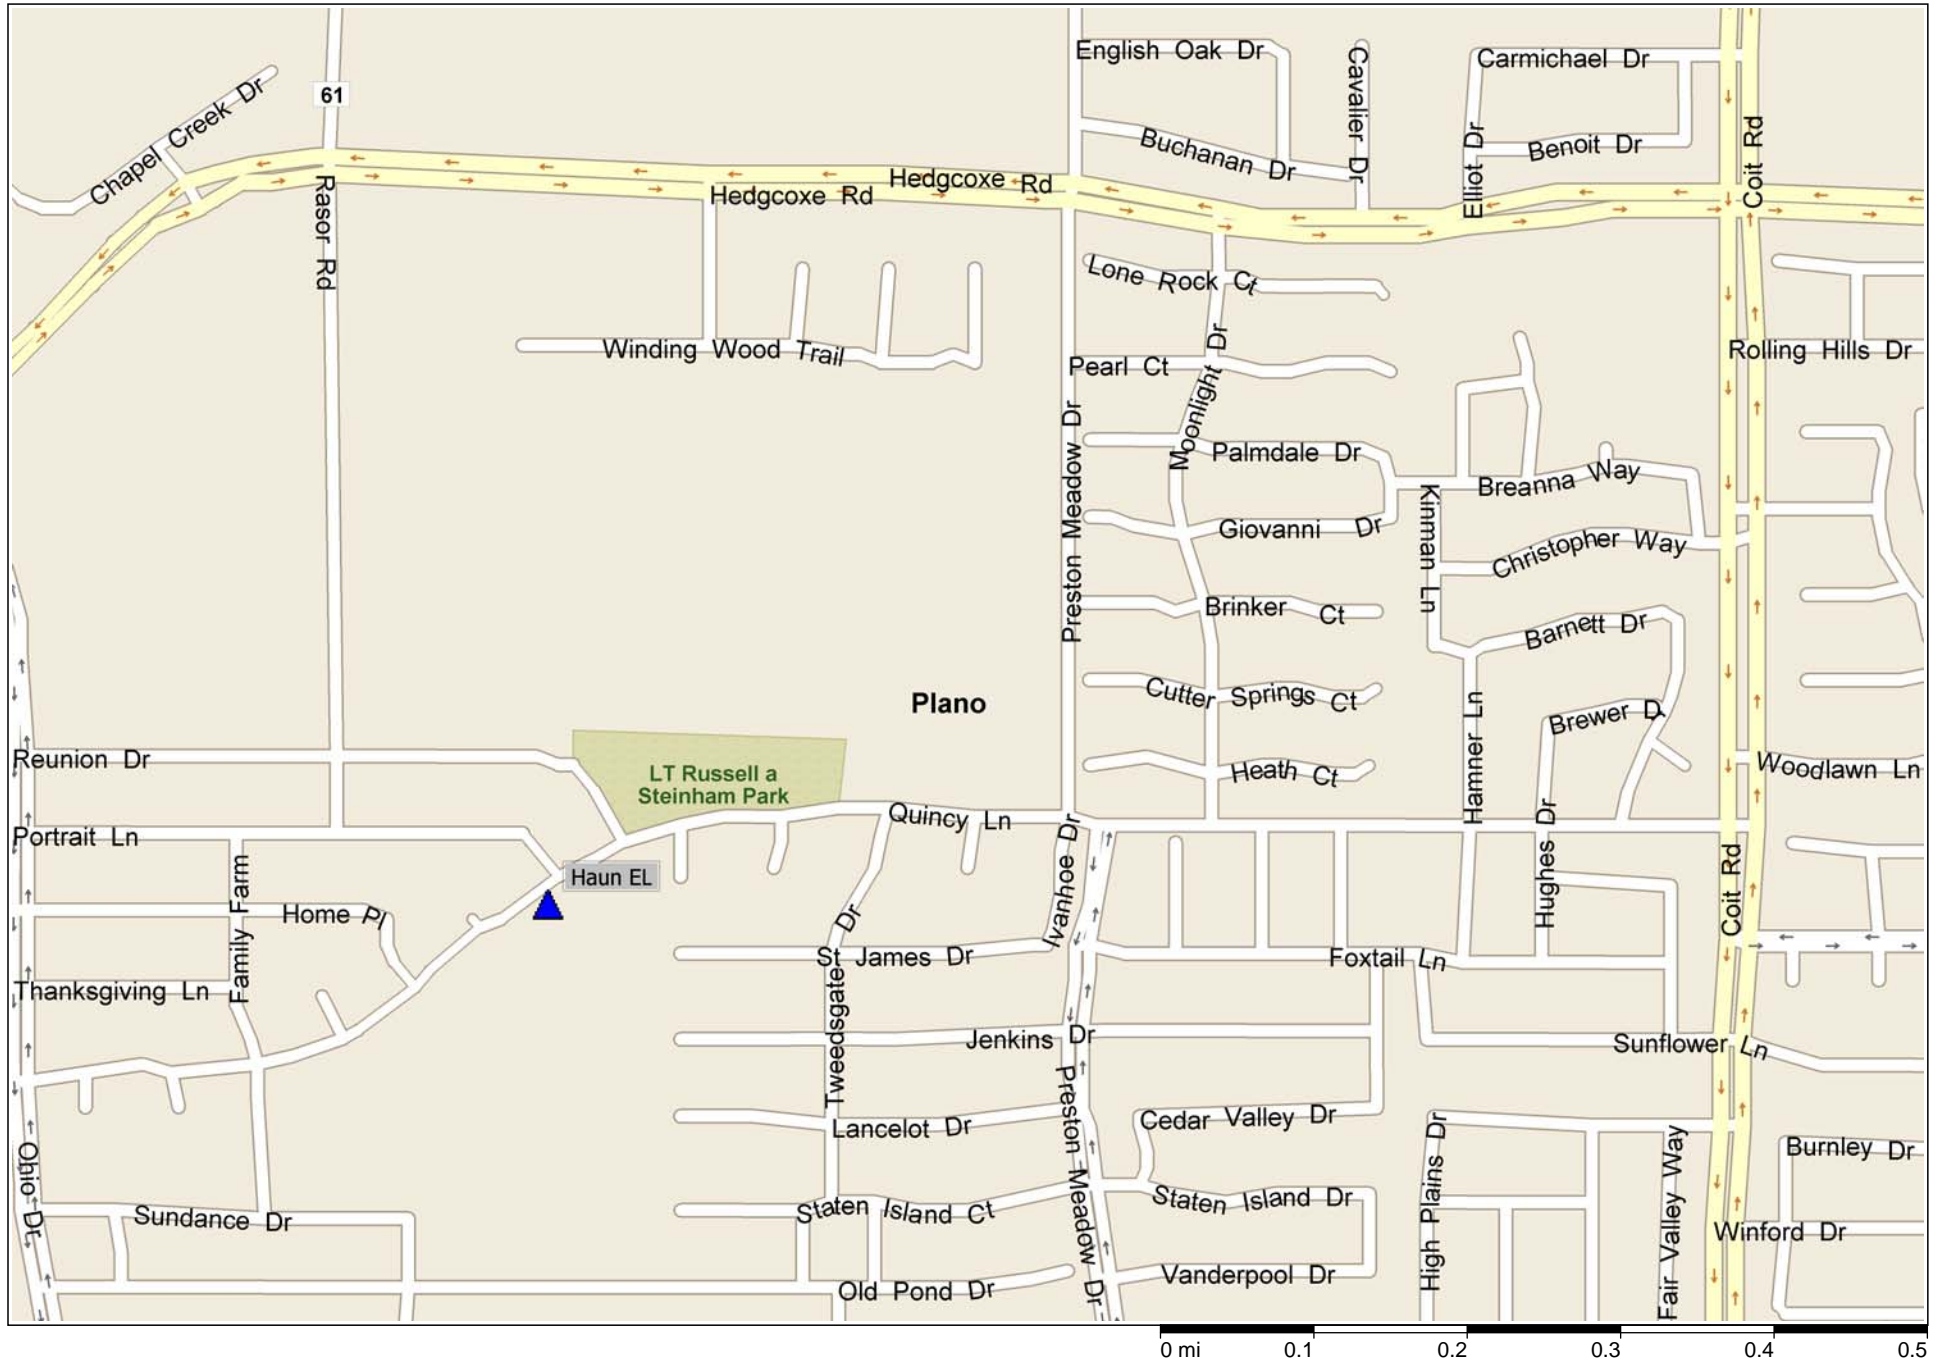 English Oak Dr
Cavalier Dr
Carmichael Dr
Chapel Creek Dr
61
Buchanan Dr
Elliot Dr
Benoit Dr
Coit Rd
Hedgcoxe Rd
Hedgcoxe Rd
Rasor Rd
Lone Rock Ct
Winding Wood Trail
Pearl Ct
Moonlight Dr
Rolling Hills Dr
Preston Meadow Dr
Palmdale Dr
Breanna Way
Kinman Ln
Giovanni Dr
Christopher Way
Brinker Ct
Barnett Dr
Plano
Cutter Springs Ct
Hamner Ln
Brewer D
Reunion Dr
LT Russell a
Steinham Park
Heath Ct
Woodlawn Ln
Portrait Ln
Quincy Ln
Ivanhoe Dr
Hughes Dr
Coit Rd
Family Farm
Haun EL
Home Pl
Dr
St James Dr
Foxtail Ln
Thanksgiving Ln
Tweedsgate
Jenkins Dr
Sunflower Ln
Preston Meadow Dr
Lancelot Dr
Cedar Valley Dr
High Plains Dr
Fair Valley Way
Burnley Dr
Ohio Dr
Sundance Dr
Staten Island Ct
Staten Island Dr
Winford Dr
Old Pond Dr
Vanderpool Dr
0 mi 0.1 0.2 0.3 0.4 0.5